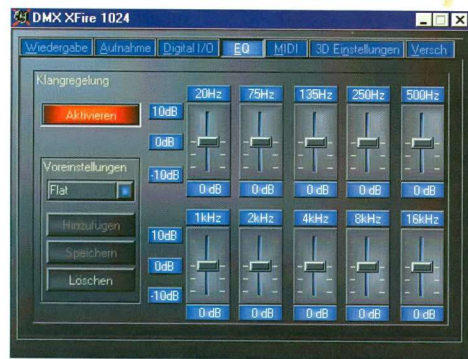 DMX XFire 1024
Wiedergabe Aufnahme Digital I/O EQ MIDI 3D Einstellungen Versch
Klangregelung
Aktivieren
Voreinstellungen
Flat
Hinzufügen
Speichern
Löschen
20Hz 75Hz 135Hz 250Hz 500Hz
10dB
0dB
-10dB
0 dB 0 dB 0 dB 0 dB 0 dB
1kHz 2kHz 4kHz 8kHz 16kHz
10dB
0dB
-10dB
0 dB 0 dB 0 dB 0 dB 0 dB